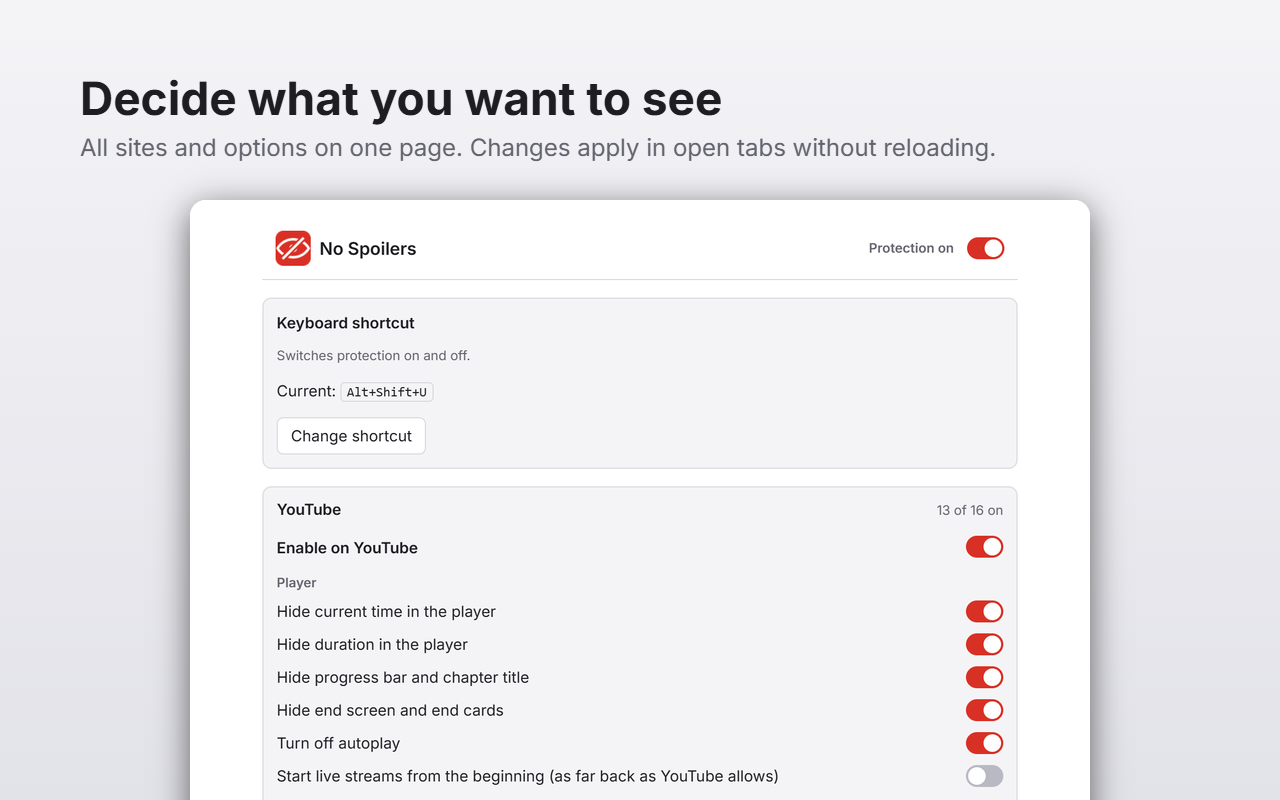 Decide what you want to see
All sites and options on one page. Changes apply in open tabs without reloading.
No Spoilers
Protection on
Keyboard shortcut
Switches protection on and off.
Current: Alt+Shift+U
Change shortcut
YouTube
13 of 16 on
Enable on YouTube
Player
Hide current time in the player
Hide duration in the player
Hide progress bar and chapter title
Hide end screen and end cards
Turn off autoplay
Start live streams from the beginning (as far back as YouTube allows)